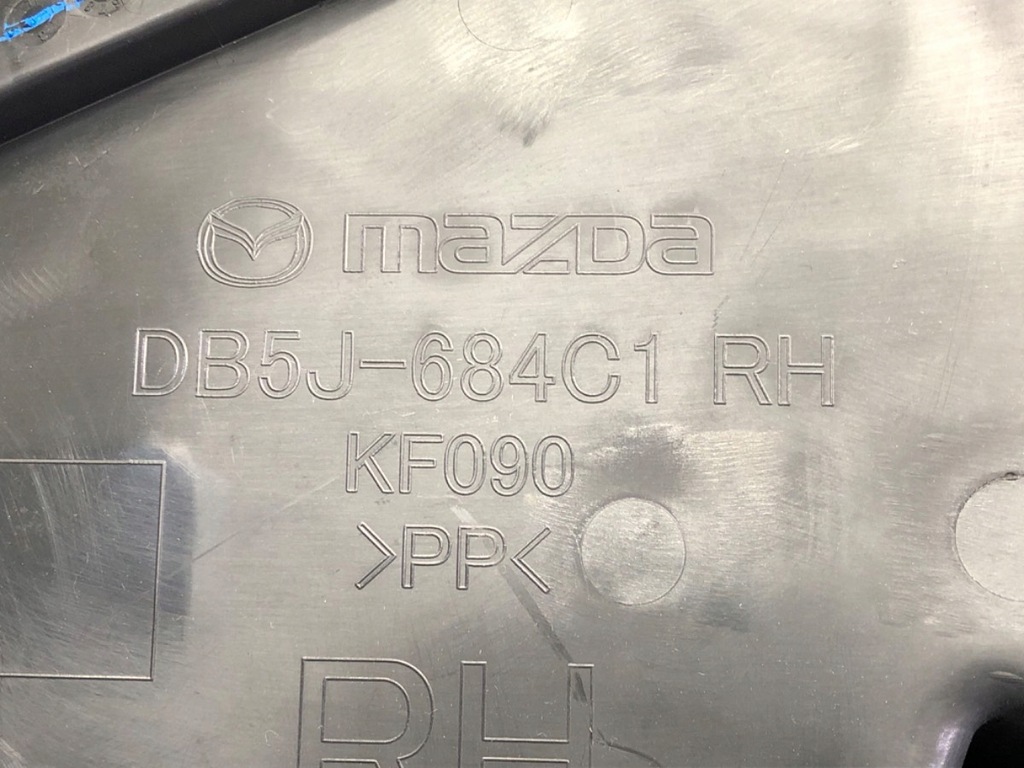 mazda
DB5J-684C1 RH
KF090
>PP<
RH